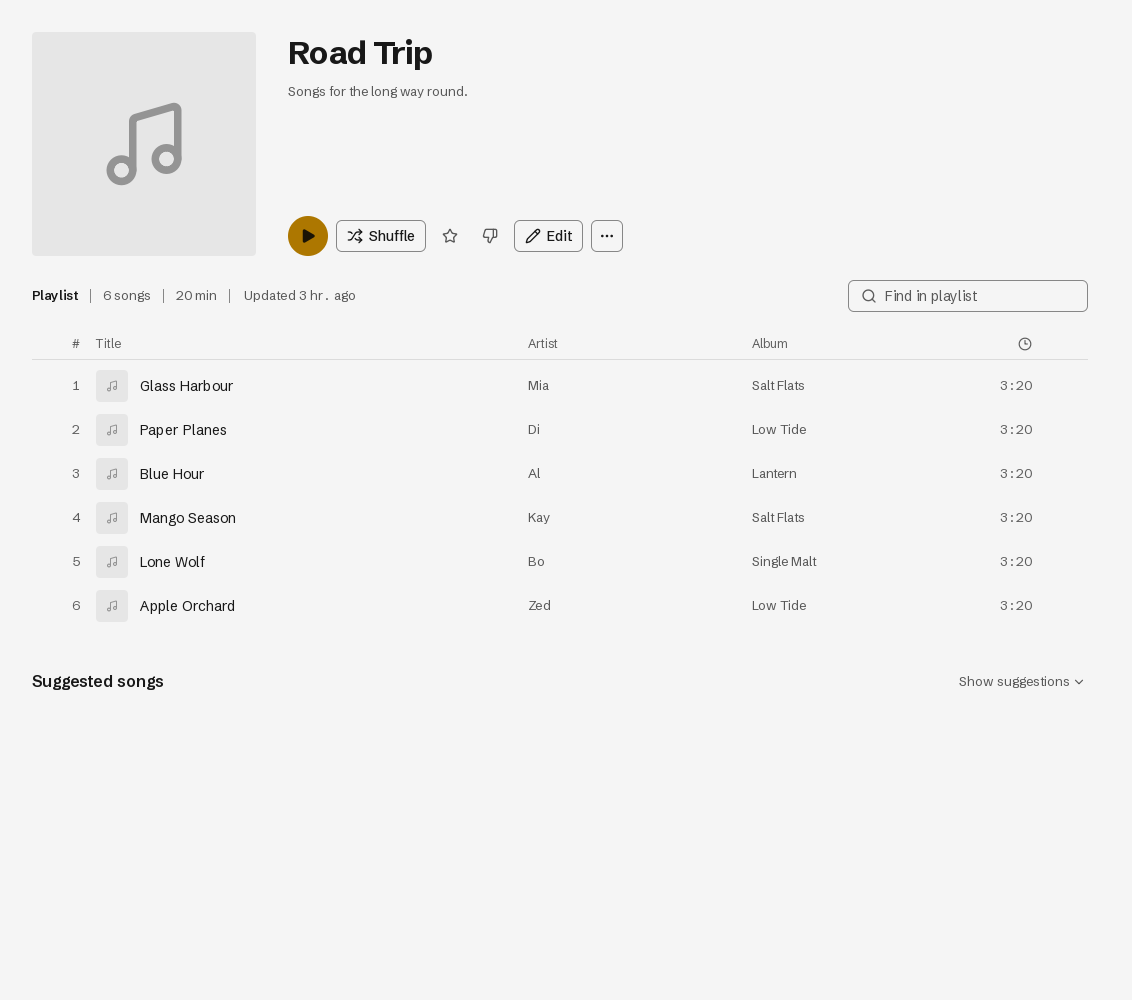 Road Trip
Songs for the long way round.
Shuffle Edit
Playlist 6 songs 20 min Updated 3 hr. ago Find in playlist
# Title Artist Album
1 Glass Harbour Mia Salt Flats 3:20
2 Paper Planes Di Low Tide 3:20
3 Blue Hour Al Lantern 3:20
4 Mango Season Kay Salt Flats 3:20
5 Lone Wolf Bo Single Malt 3:20
6 Apple Orchard Zed Low Tide 3:20
Suggested songs Show suggestions